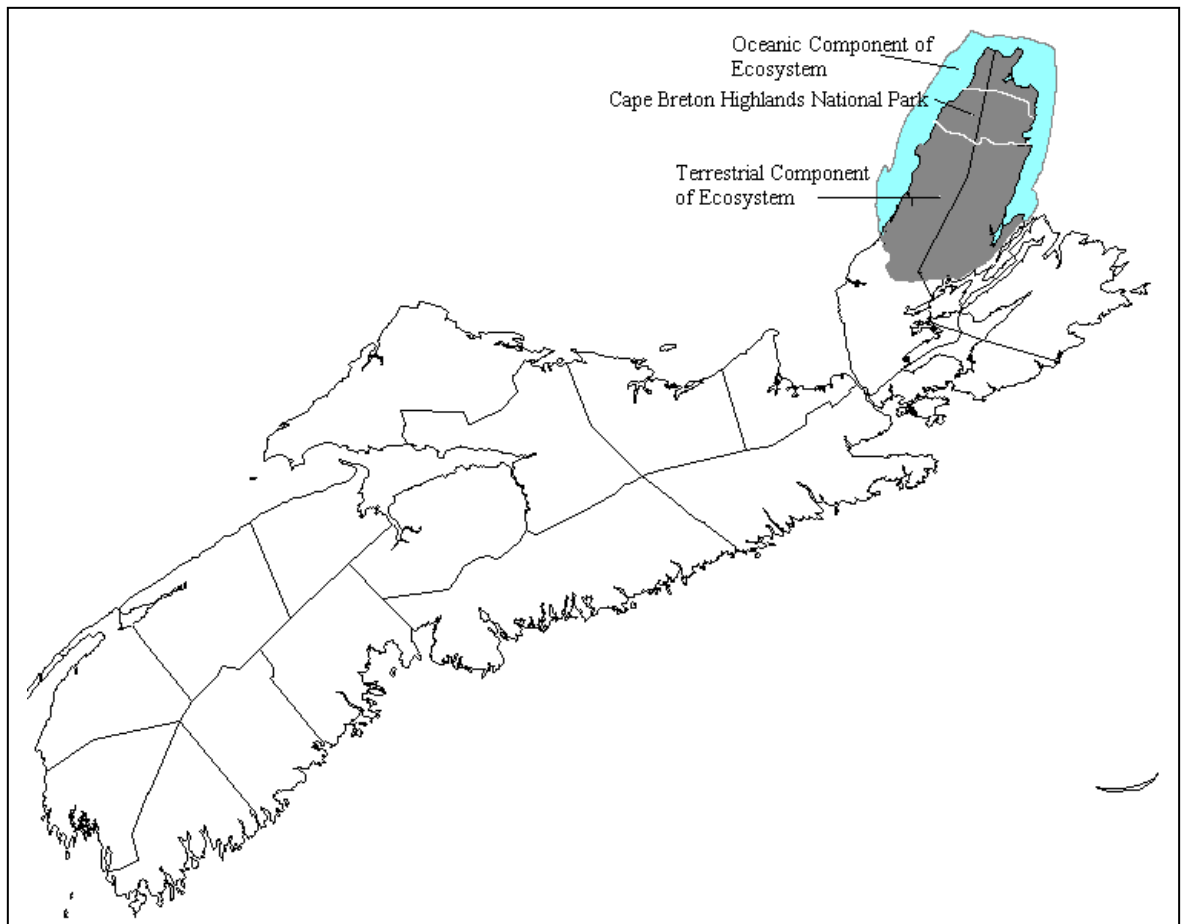 Oceanic Component of
Ecosystem
Cape Breton Highlands National Park
Terrestrial Component
of Ecosystem